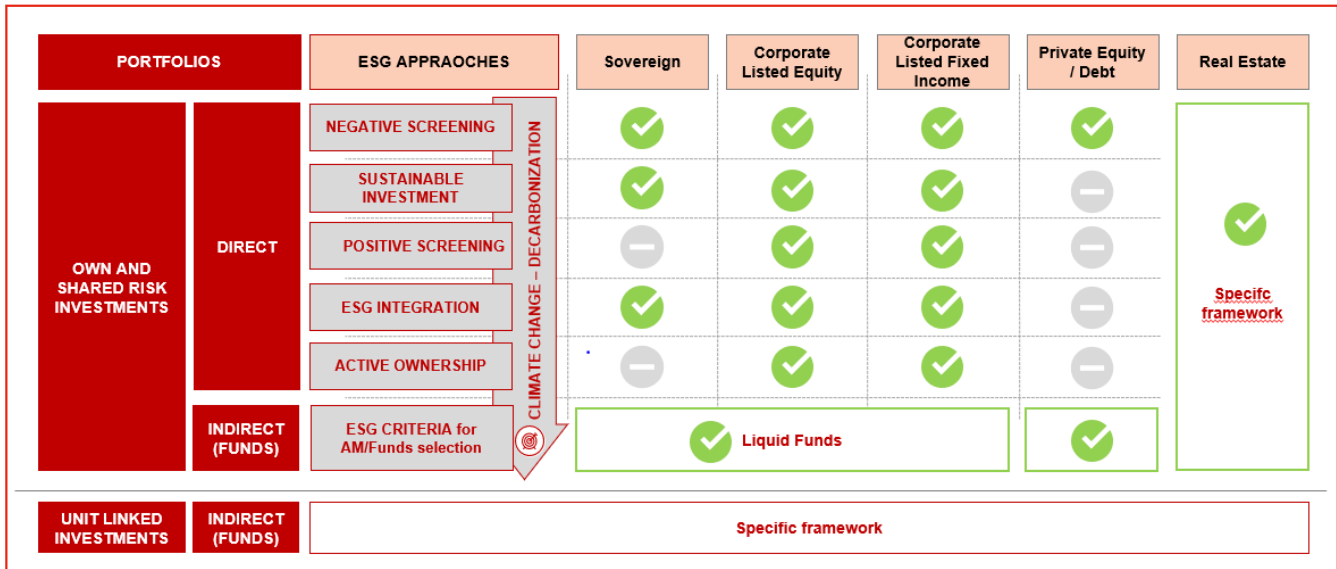 PORTFOLIOS
ESG APPRAOCHES
Sovereign
Corporate
Listed Equity
Corporate
Listed Fixed
Income
Private Equity
/ Debt
Real Estate
OWN AND
SHARED RISK
INVESTMENTS
DIRECT
NEGATIVE SCREENING
SUSTAINABLE
INVESTMENT
POSITIVE SCREENING
ESG INTEGRATION
ACTIVE OWNERSHIP
CLIMATE CHANGE – DECARBONIZATION
Specifc
framework
INDIRECT
(FUNDS)
ESG CRITERIA for
AM/Funds selection
Liquid Funds
UNIT LINKED
INVESTMENTS
INDIRECT
(FUNDS)
Specific framework